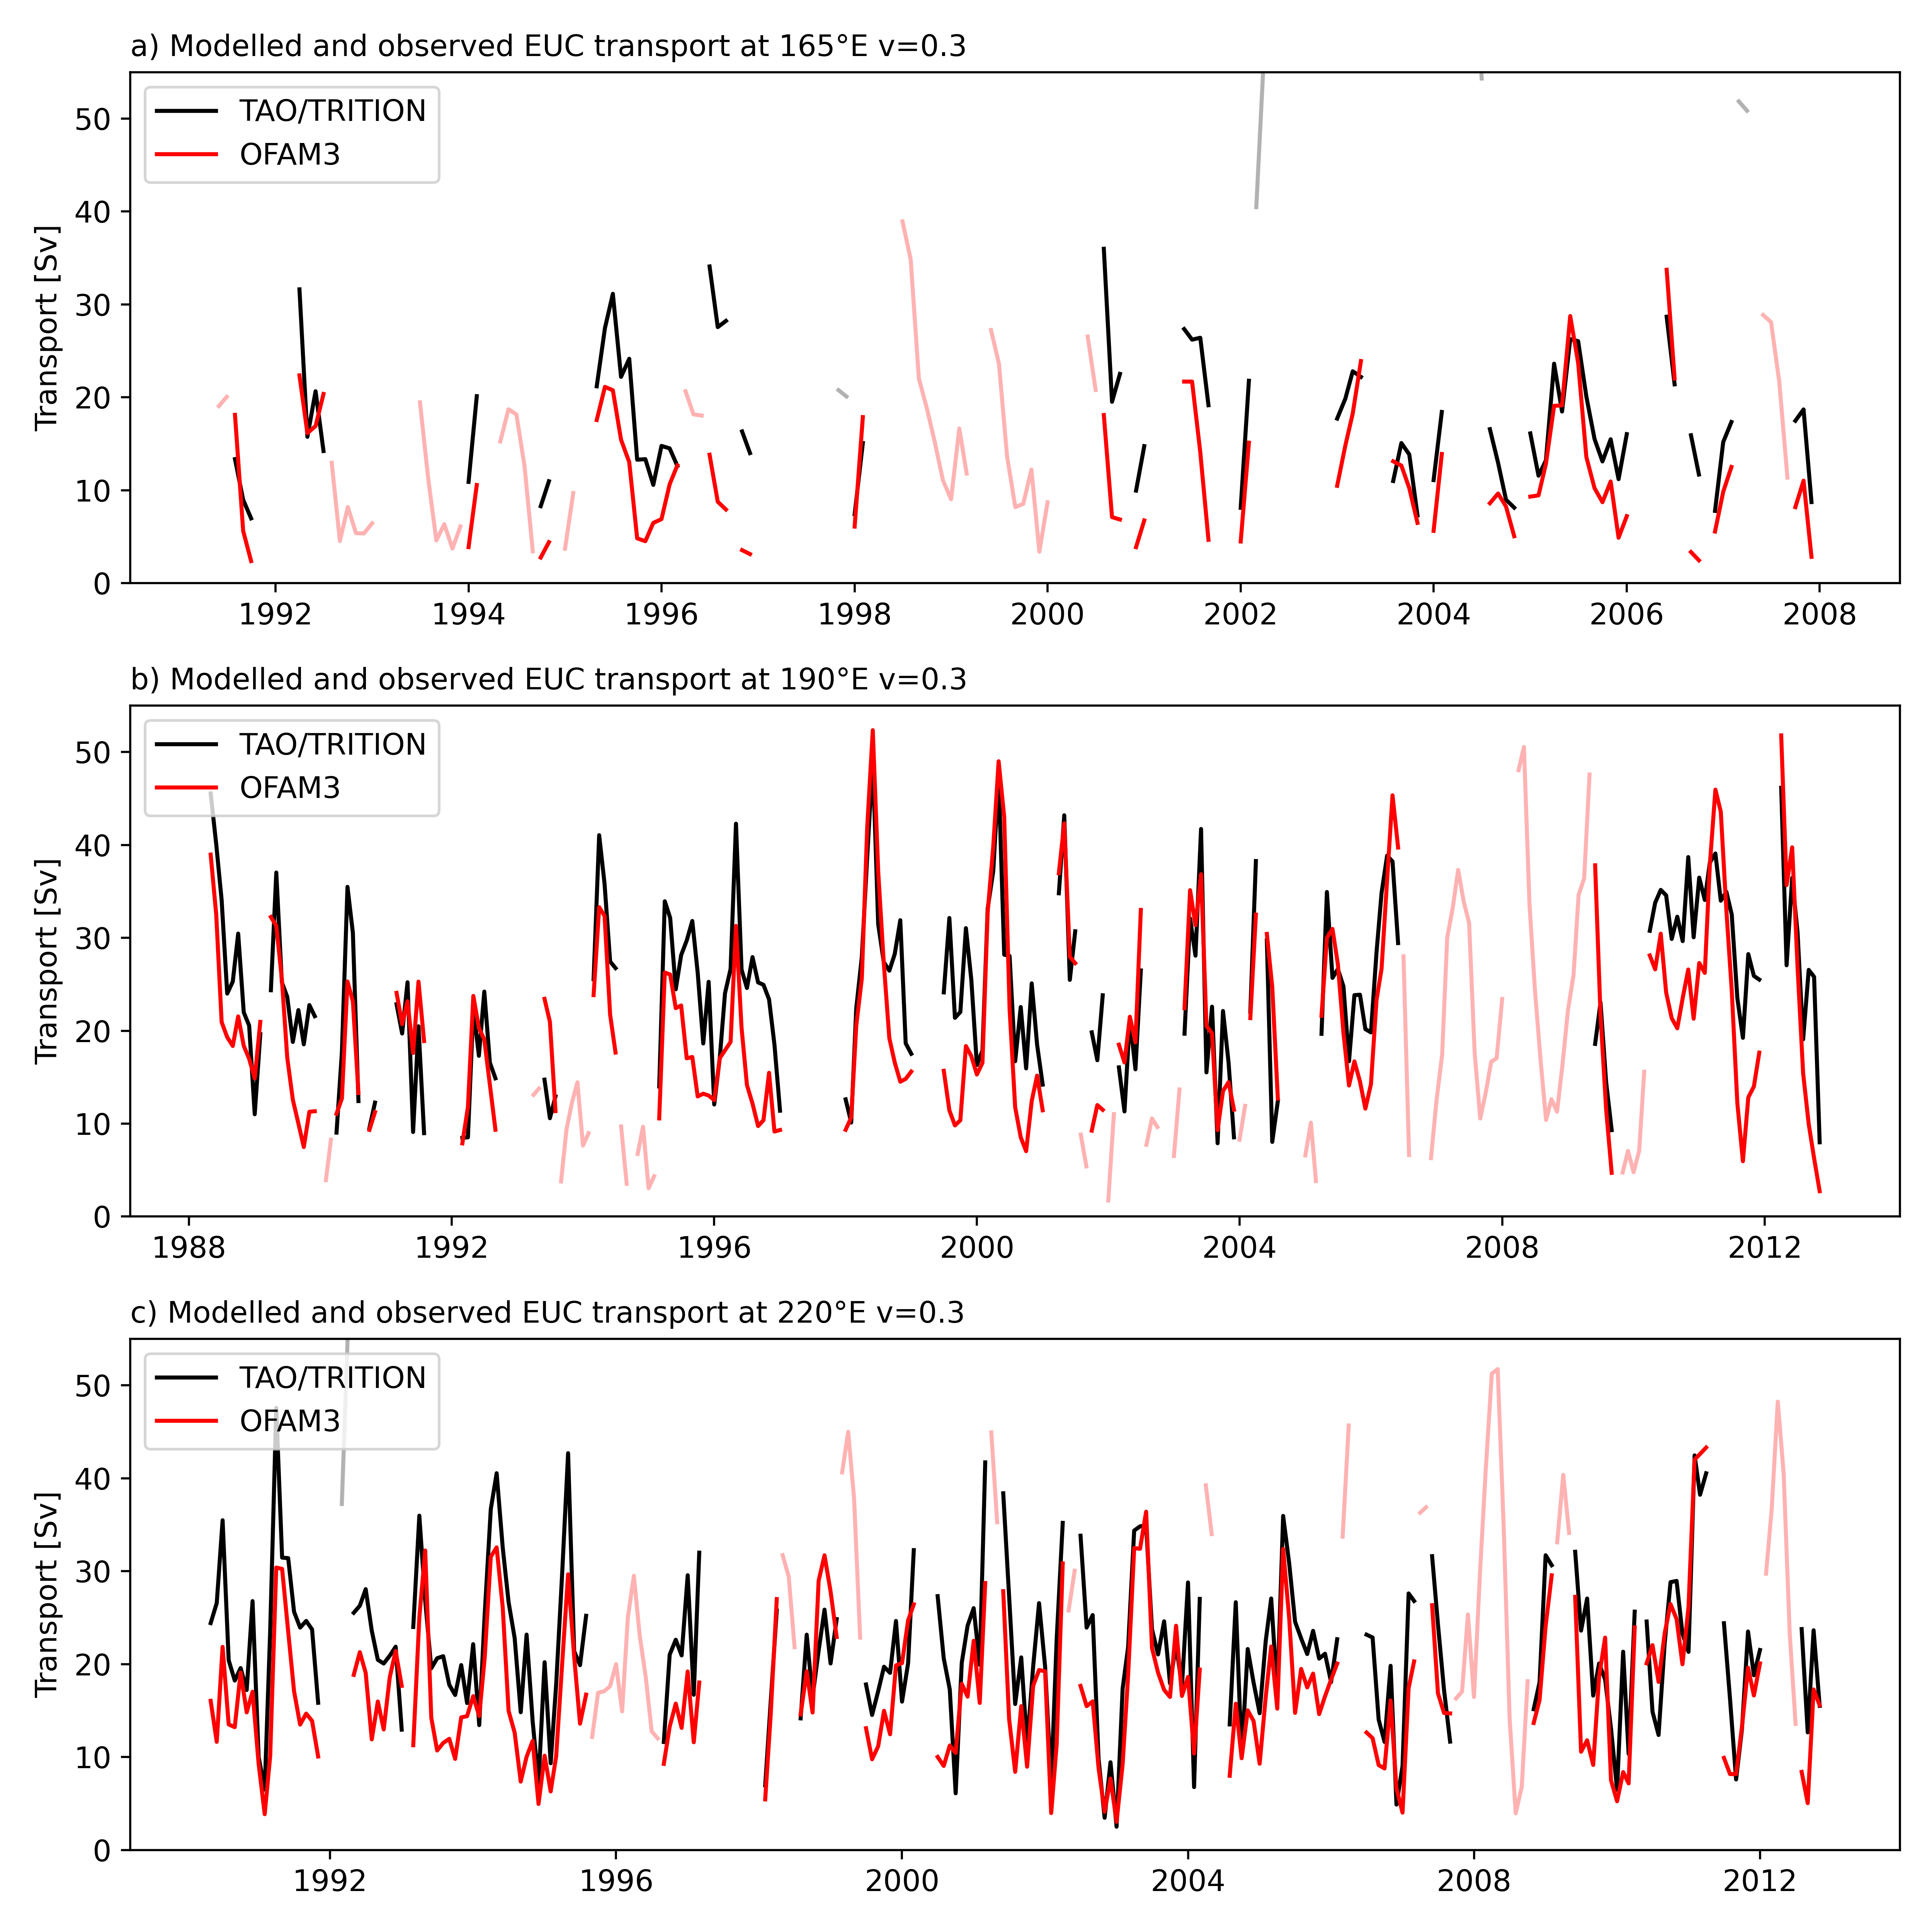 a) Modelled and observed EUC transport at 165°E v=0.3
TAO/TRITION
OFAM3
Transport [Sv]
50
40
30
20
10
0
1992 1994 1996 1998 2000 2002 2004 2006 2008
b) Modelled and observed EUC transport at 190°E v=0.3
TAO/TRITION
OFAM3
Transport [Sv]
50
40
30
20
10
0
1988 1992 1996 2000 2004 2008 2012
c) Modelled and observed EUC transport at 220°E v=0.3
TAO/TRITION
OFAM3
Transport [Sv]
50
40
30
20
10
0
1992 1996 2000 2004 2008 2012